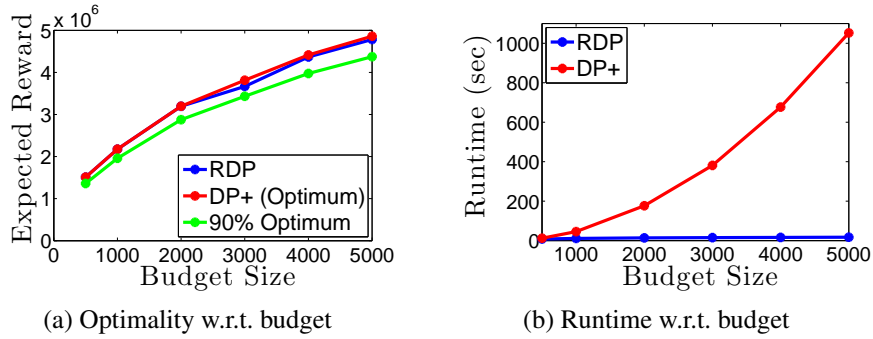 × 10^6
5
4
3
2
1
0
Expected Reward
0 1000 2000 3000 4000 5000
Budget Size
RDP
DP+ (Optimum)
90% Optimum
(a) Optimality w.r.t. budget
1000
800
600
400
200
0
Runtime (sec)
1000 2000 3000 4000 5000
Budget Size
RDP
DP+
(b) Runtime w.r.t. budget